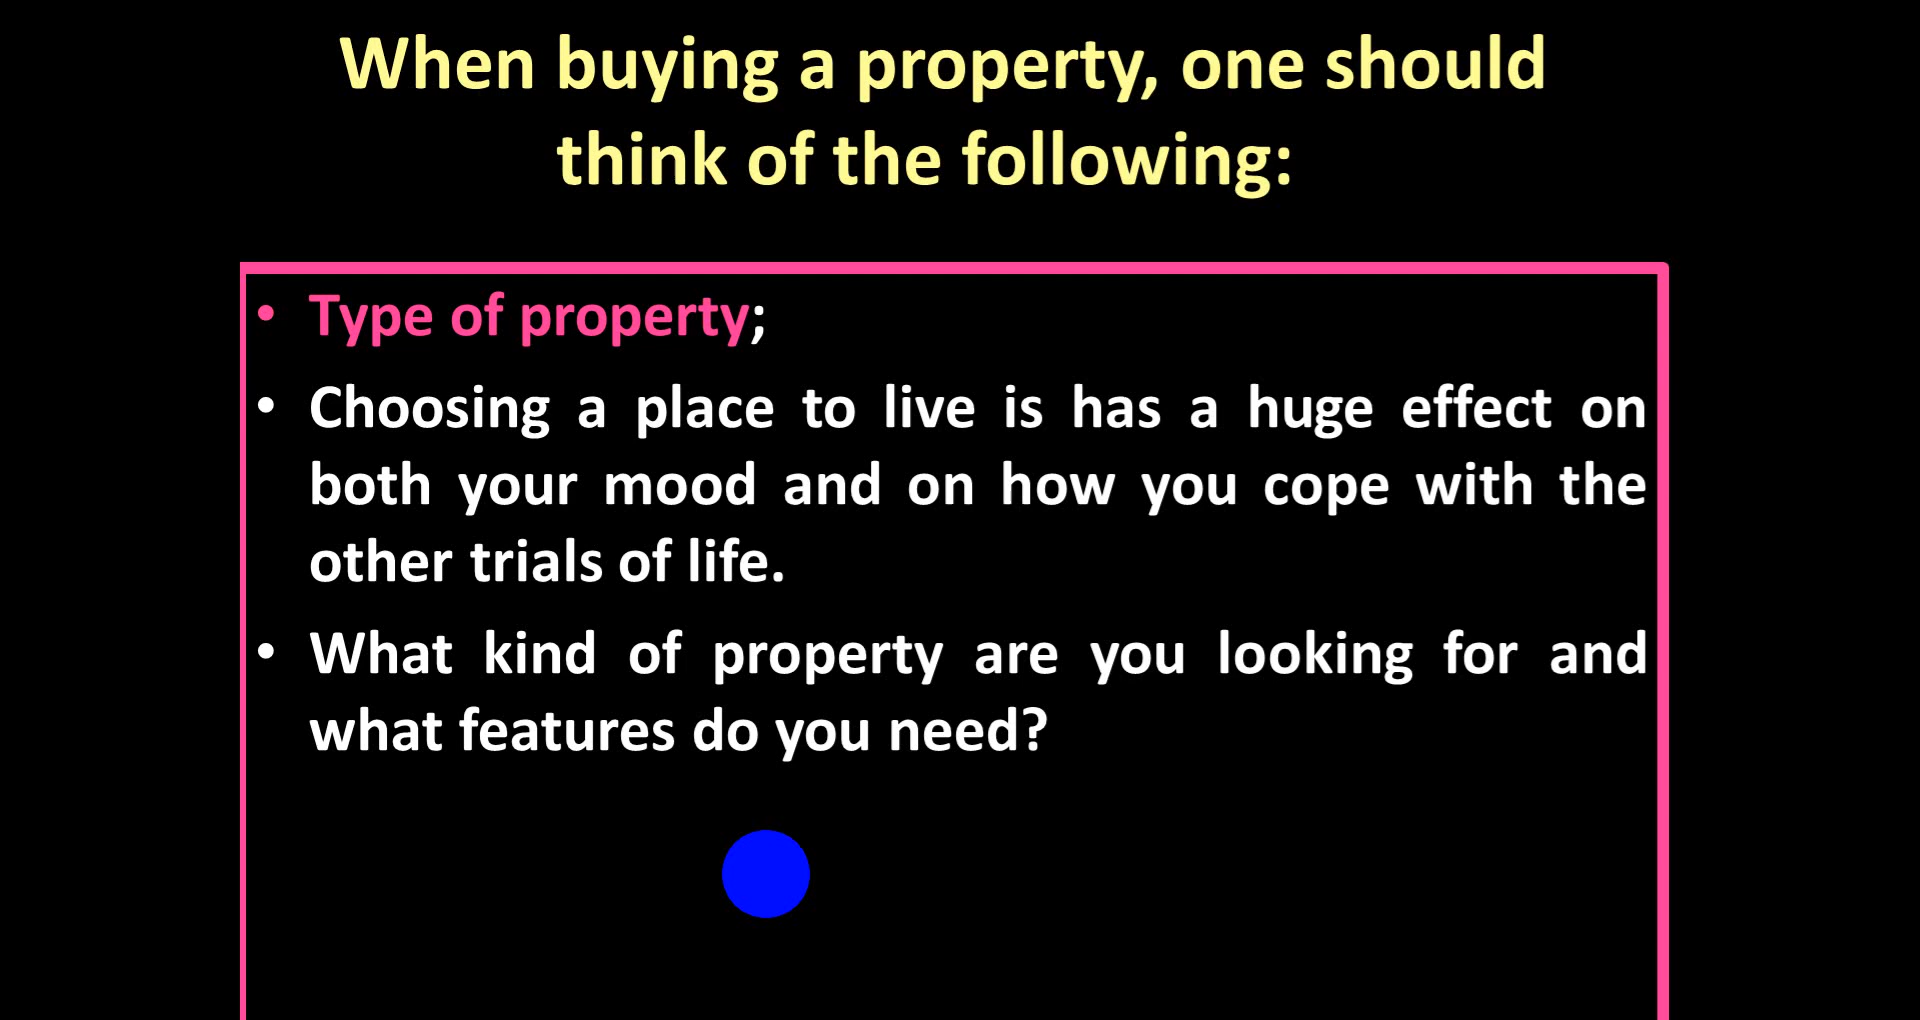 When buying a property, one should
think of the following:
• Type of property;
• Choosing a place to live is has a huge effect on
both your mood and on how you cope with the
other trials of life.
• What kind of property are you looking for and
what features do you need?